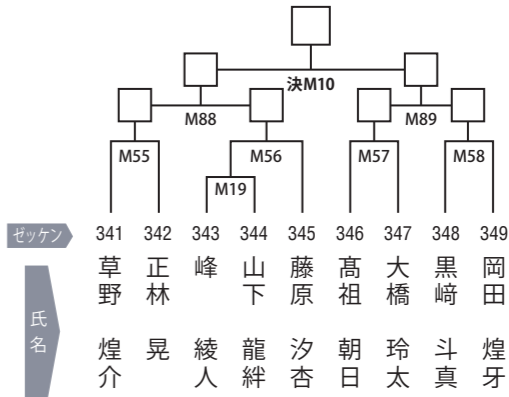 決M10
M88
M89
M55
M56
M57
M58
M19
ゼッケン 341 342 343 344 345 346 347 348 349
氏名
草野 煌介
正林 晃
峰 綾人
山下 龍絆
藤原 汐杏
髙祖 朝日
大橋 玲太
黒﨑 斗真
岡田 煌牙